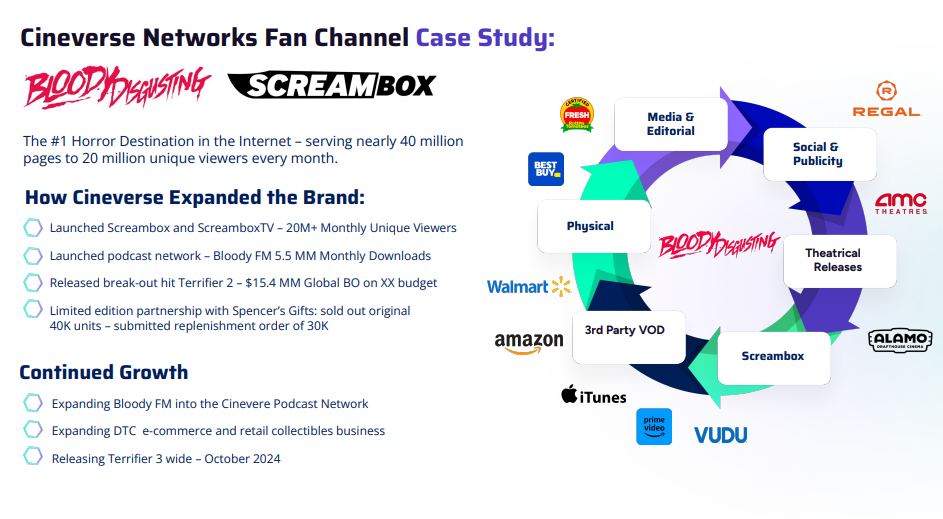 Cineverse Networks Fan Channel Case Study:
BLOODY DISGUSTING
SCREAMBOX
The #1 Horror Destination in the Internet – serving nearly 40 million
pages to 20 million unique viewers every month.
How Cineverse Expanded the Brand:
Launched Screambox and ScreamboxTV – 20M+ Monthly Unique Viewers
Launched podcast network – Bloody FM 5.5 MM Monthly Downloads
Released break-out hit Terrifier 2 – $15.4 MM Global BO on XX budget
Limited edition partnership with Spencer's Gifts: sold out original
40K units – submitted replenishment order of 30K
Continued Growth
Expanding Bloody FM into the Cinevere Podcast Network
Expanding DTC e-commerce and retail collectibles business
Releasing Terrifier 3 wide – October 2024
Media &
Editorial
R
REGAL
Social &
Publicity
amc
THEATRES
Theatrical
Releases
ALAMO
DRAFTHOUSE CINEMA
Screambox
VUDU
prime
video
iTunes
3rd Party VOD
amazon
Walmart
Physical
BEST
BUY
CERTIFIED
FRESH
Rotten Tomatoes
BLOODY DISGUSTING